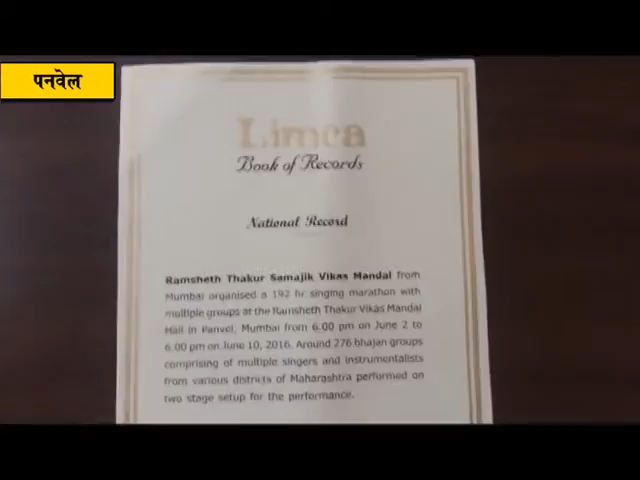 पनवेल
Limca
Book of Records
National Record
Ramsheth Thakur Samajik Vikas Mandal from
Mumbai organised a 192 hr singing marathon with
multiple groups at the Ramsheth Thakur Vikas Mandal
Hall in Panvel, Mumbai from 6.00 pm on June 2 to
6.00 pm on June 10, 2016. Around 276 bhajan groups
comprising of multiple singers and instrumentalists
from various districts of Maharashtra performed on
two stage setup for the performance.